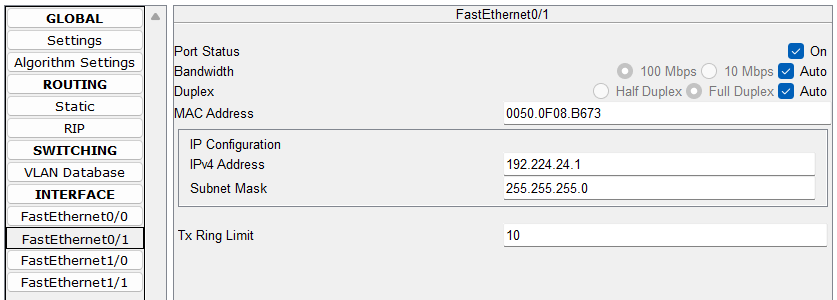 GLOBAL
Settings
Algorithm Settings
ROUTING
Static
RIP
SWITCHING
VLAN Database
INTERFACE
FastEthernet0/0
FastEthernet0/1
FastEthernet1/0
FastEthernet1/1
FastEthernet0/1
Port Status On
Bandwidth 100 Mbps 10 Mbps Auto
Duplex Half Duplex Full Duplex Auto
MAC Address 0050.0F08.B673
IP Configuration
IPv4 Address 192.224.24.1
Subnet Mask 255.255.255.0
Tx Ring Limit 10